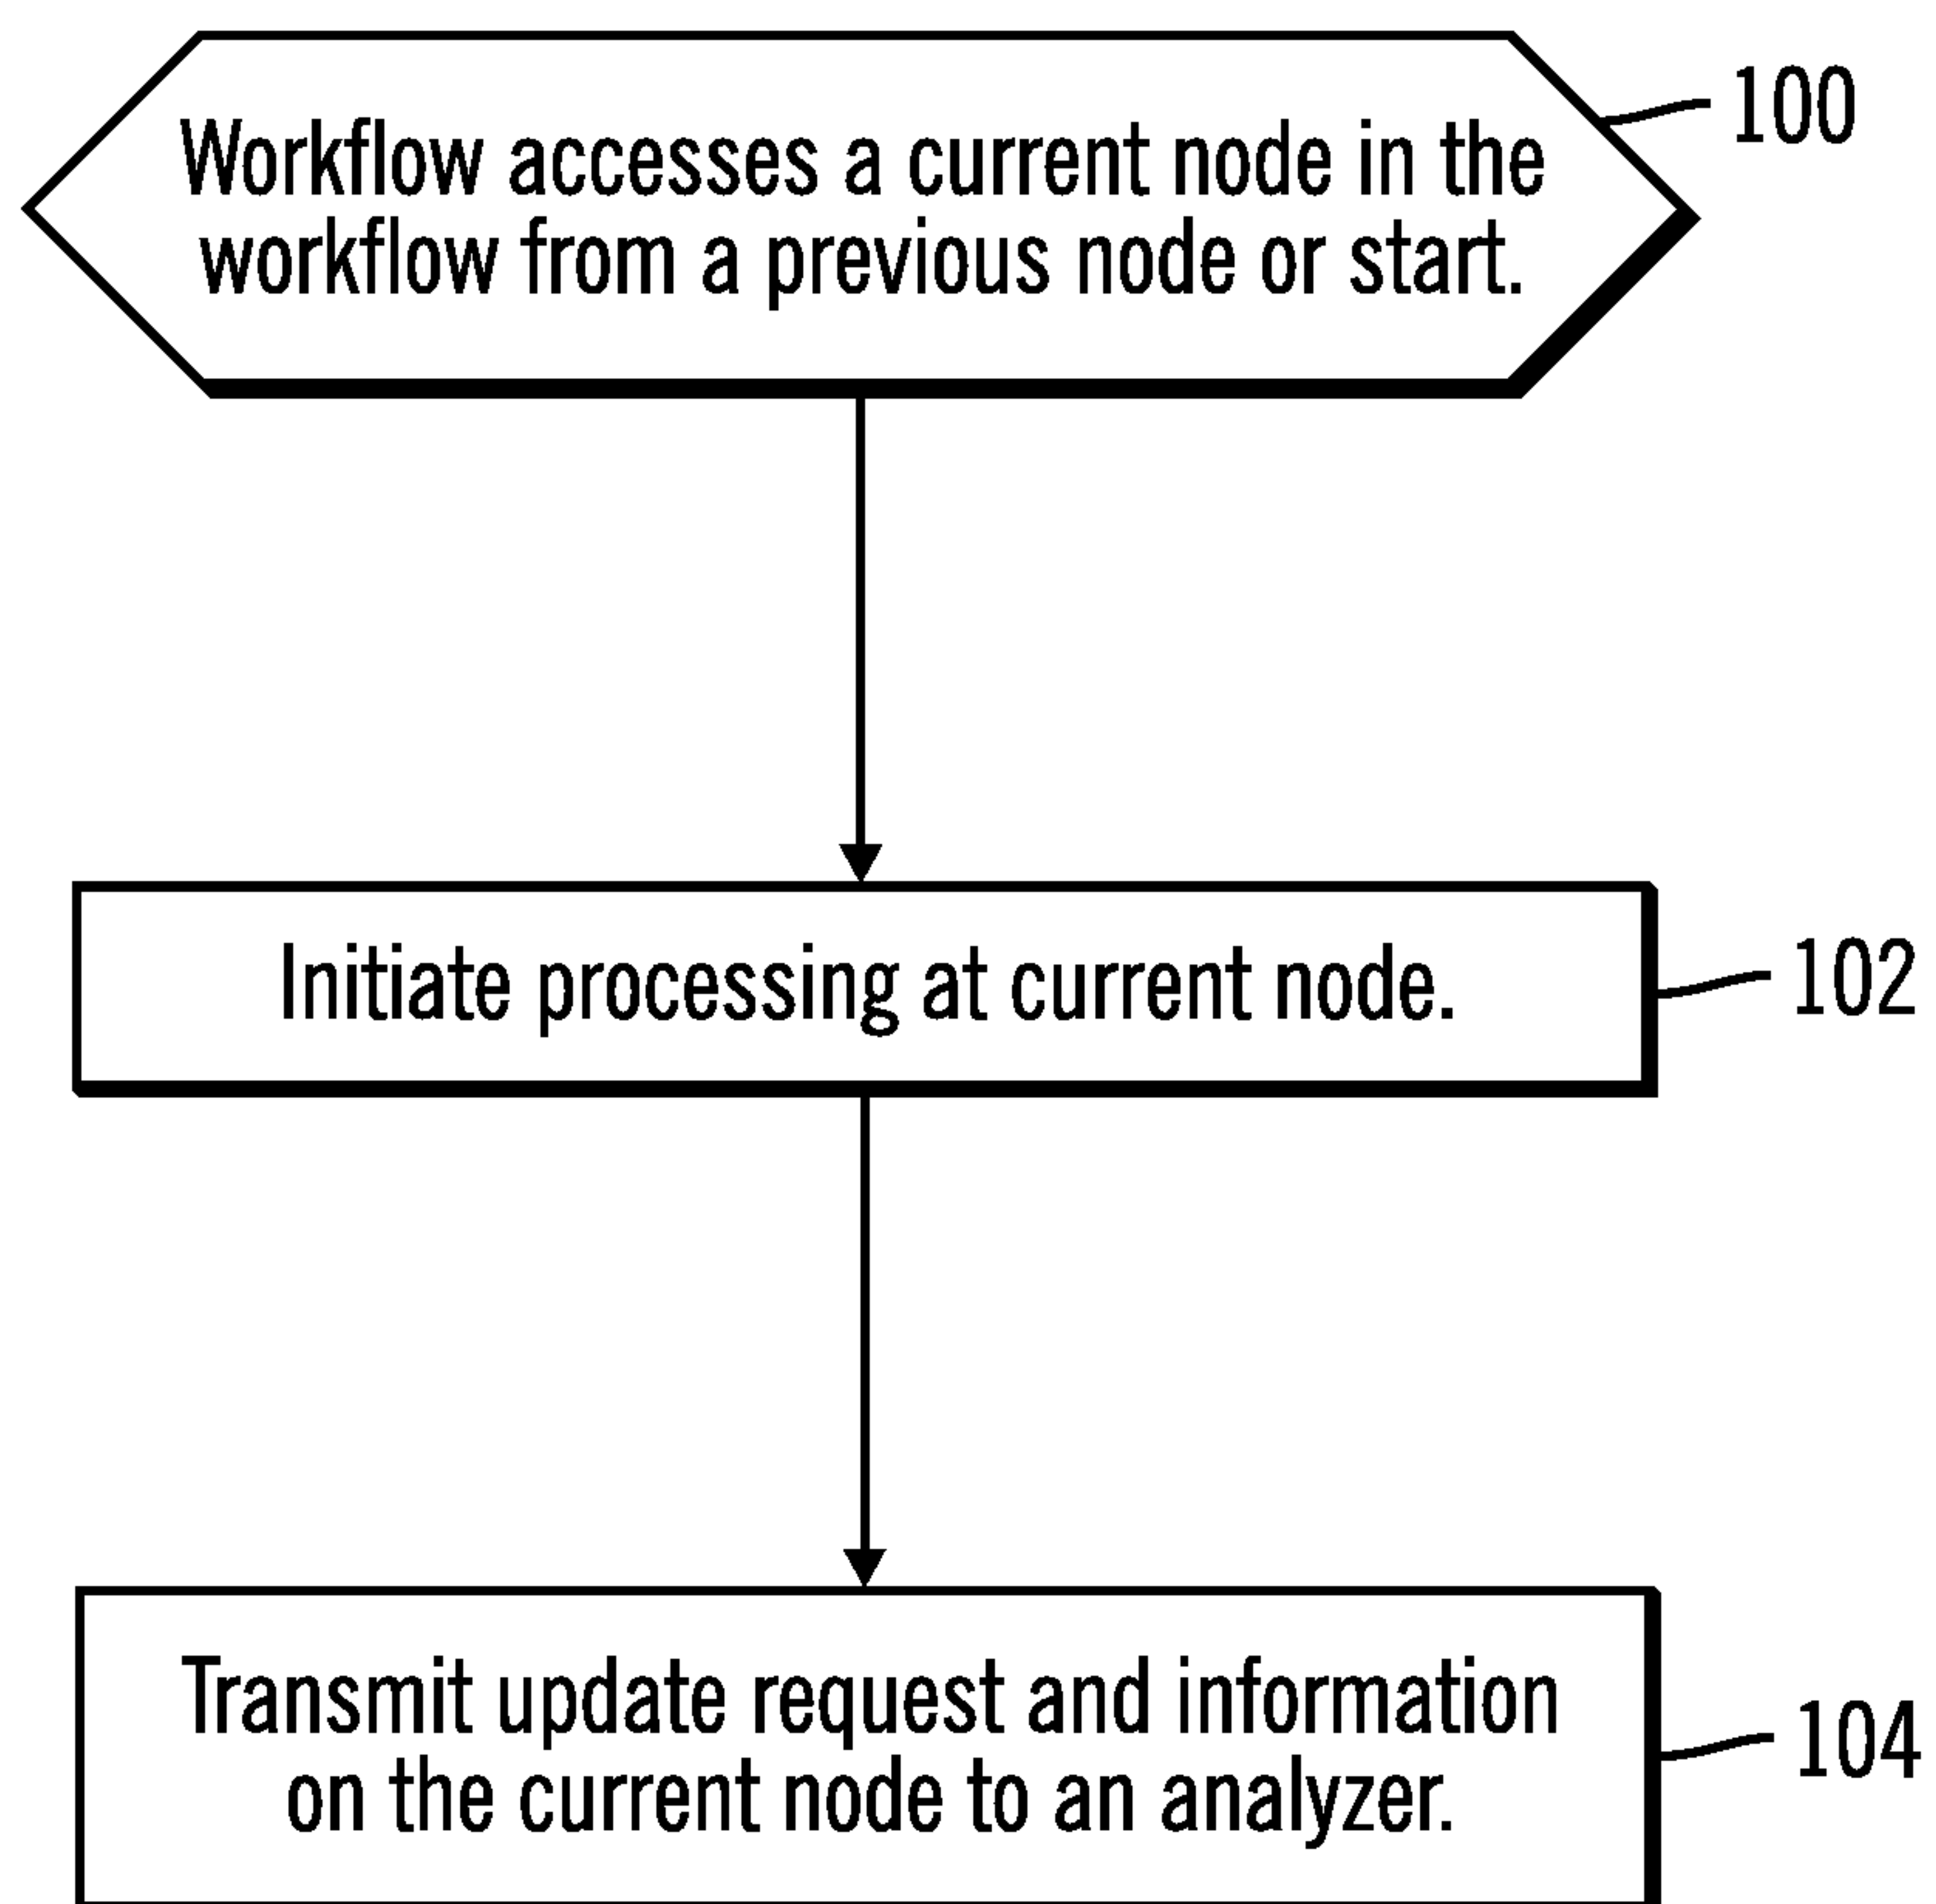 Workflow accesses a current node in the
workflow from a previous node or start.
100
Initiate processing at current node.
102
Transmit update request and information
on the current node to an analyzer.
104